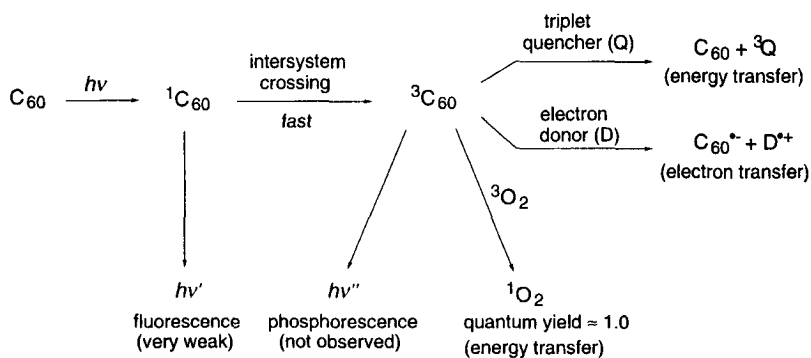 triplet
quencher (Q)
C₆₀ + ³Q
(energy transfer)
C₆₀
hν
¹C₆₀
intersystem
crossing
fast
³C₆₀
electron
donor (D)
C₆₀•⁻ + D•⁺
(electron transfer)
³O₂
hν'
fluorescence
(very weak)
hν"
phosphorescence
(not observed)
¹O₂
quantum yield ≈ 1.0
(energy transfer)